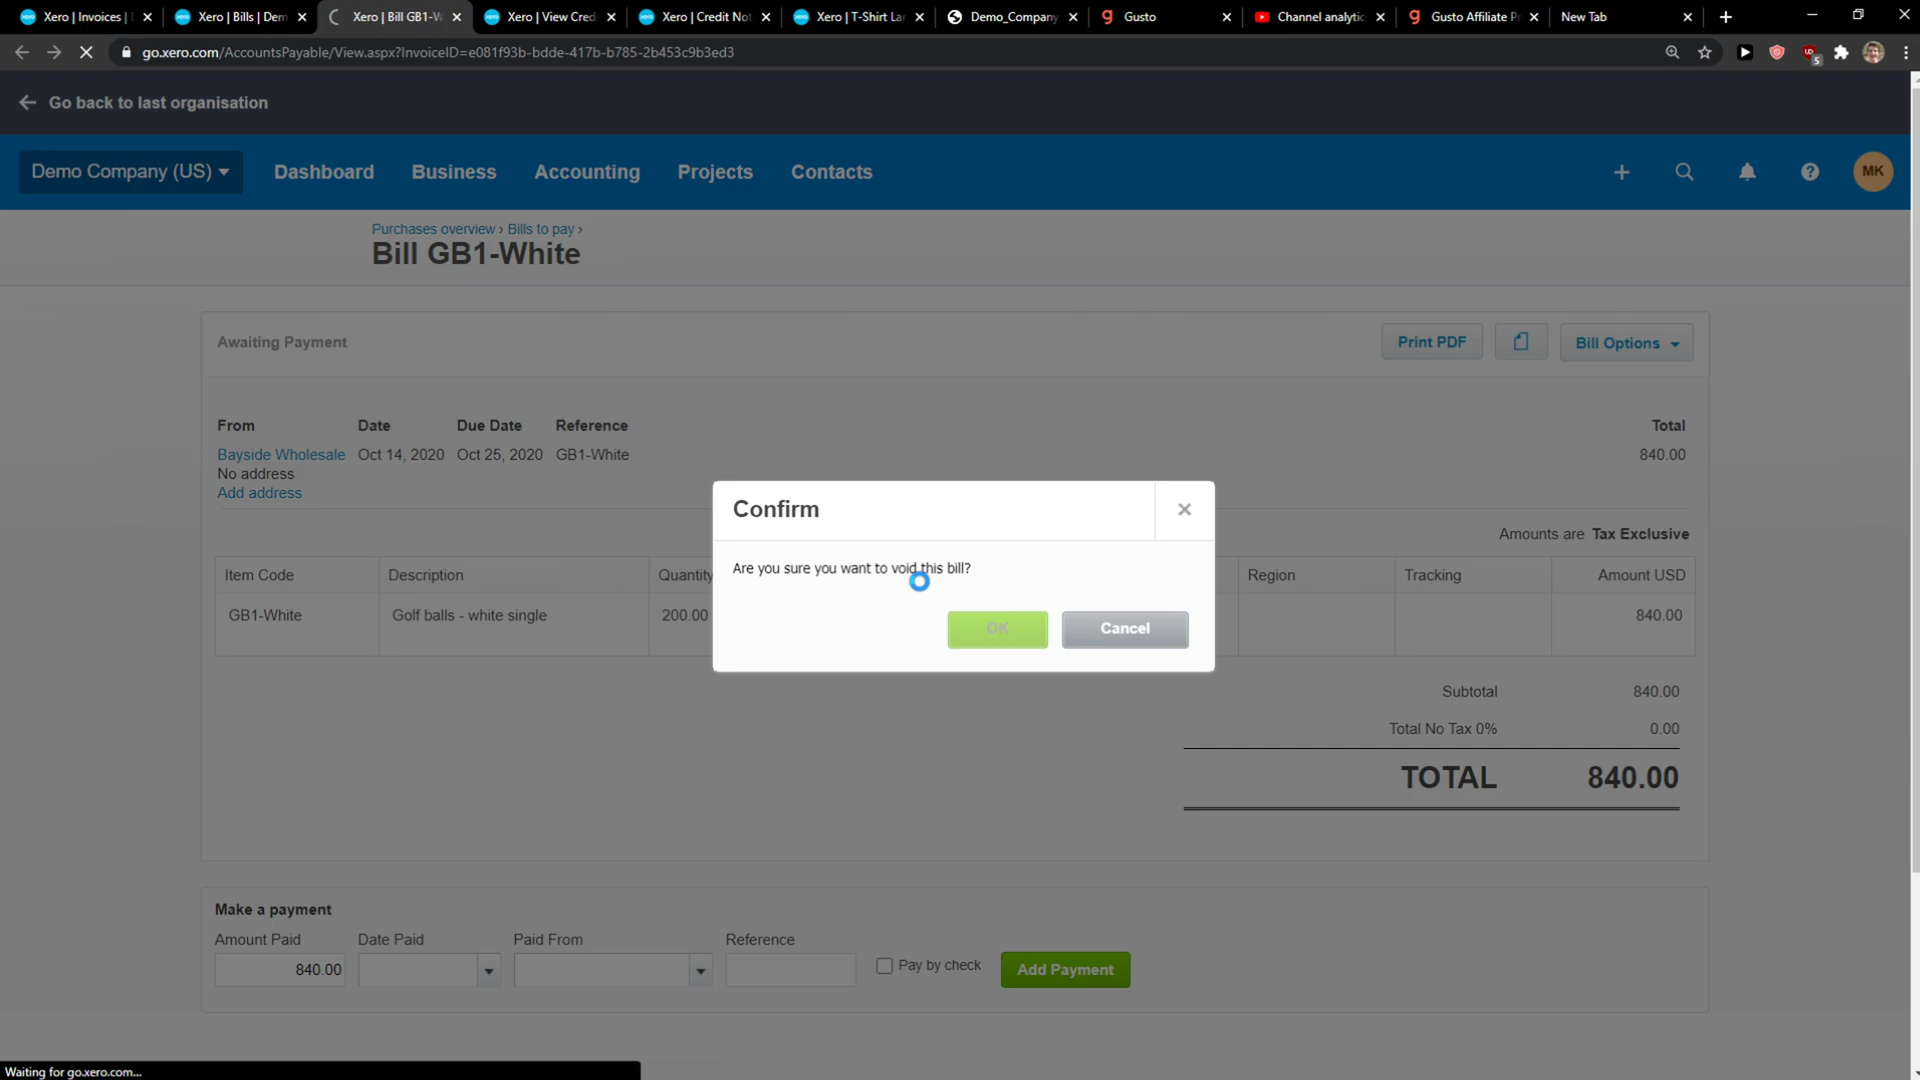 Xero | Invoices |
Xero | Bills | Dem
Xero | Bill GB1-W
Xero | View Cred
Xero | Credit Not
Xero | T-Shirt Lar
Demo_Company
Gusto
Channel analytic
Gusto Affiliate P
New Tab
go.xero.com/AccountsPayable/View.aspx?InvoiceID=e081f93b-bdde-417b-b785-2b453c9b3ed3
5
Go back to last organisation
Demo Company (US)
Dashboard
Business
Accounting
Projects
Contacts
MK
Purchases overview › Bills to pay ›
Bill GB1-White
Awaiting Payment
Print PDF
Bill Options
From
Date
Due Date
Reference
Total
Bayside Wholesale
Oct 14, 2020
Oct 25, 2020
GB1-White
840.00
No address
Add address
Amounts are Tax Exclusive
Confirm
Are you sure you want to void this bill?
OK
Cancel
Item Code
Description
Quantity
Region
Tracking
Amount USD
GB1-White
Golf balls - white single
200.00
840.00
Subtotal
840.00
Total No Tax 0%
0.00
TOTAL
840.00
Make a payment
Amount Paid
Date Paid
Paid From
Reference
840.00
Pay by check
Add Payment
Waiting for go.xero.com...